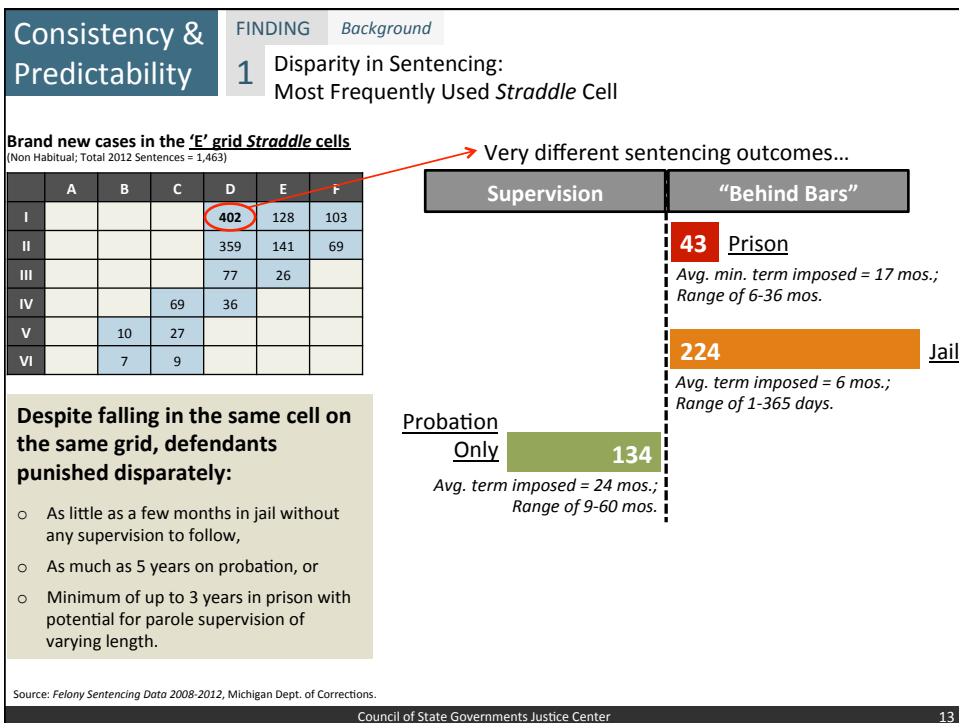 Consistency &
Predictability
FINDING
Background
1
Disparity in Sentencing:
Most Frequently Used Straddle Cell
Brand new cases in the 'E' grid Straddle cells
(Non Habitual; Total 2012 Sentences = 1,463)
A B C D E F
I 402 128 103
II 359 141 69
III 77 26
IV 69 36
V 10 27
VI 7 9
Despite falling in the same cell on
the same grid, defendants
punished disparately:
o As little as a few months in jail without
any supervision to follow,
o As much as 5 years on probation, or
o Minimum of up to 3 years in prison with
potential for parole supervision of
varying length.
Very different sentencing outcomes…
Supervision
“Behind Bars”
43 Prison
Avg. min. term imposed = 17 mos.;
Range of 6-36 mos.
224 Jail
Avg. term imposed = 6 mos.;
Range of 1-365 days.
Probation
Only 134
Avg. term imposed = 24 mos.;
Range of 9-60 mos.
Source: Felony Sentencing Data 2008-2012, Michigan Dept. of Corrections.
Council of State Governments Justice Center 13